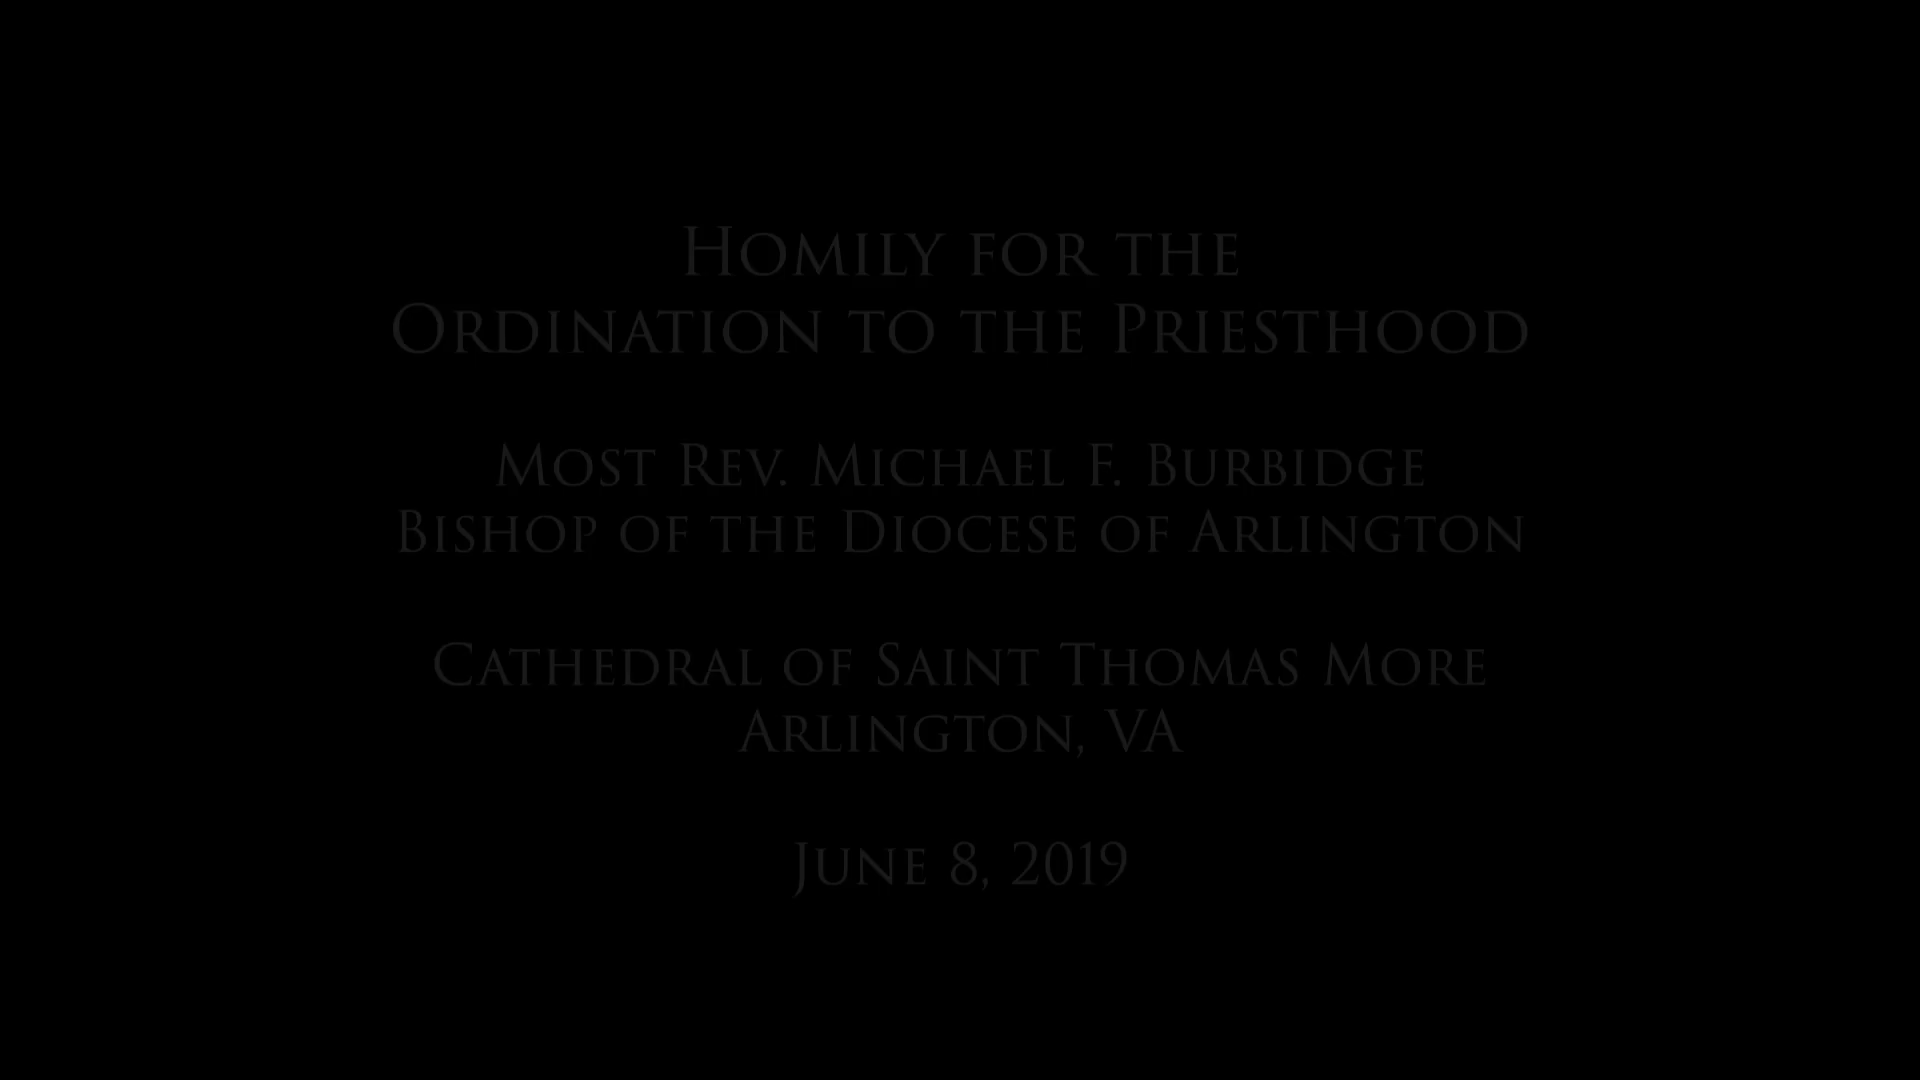 Homily for the
Ordination to the Priesthood
Most Rev. Michael F. Burbidge
Bishop of the Diocese of Arlington
Cathedral of Saint Thomas More
Arlington, VA
June 8, 2019